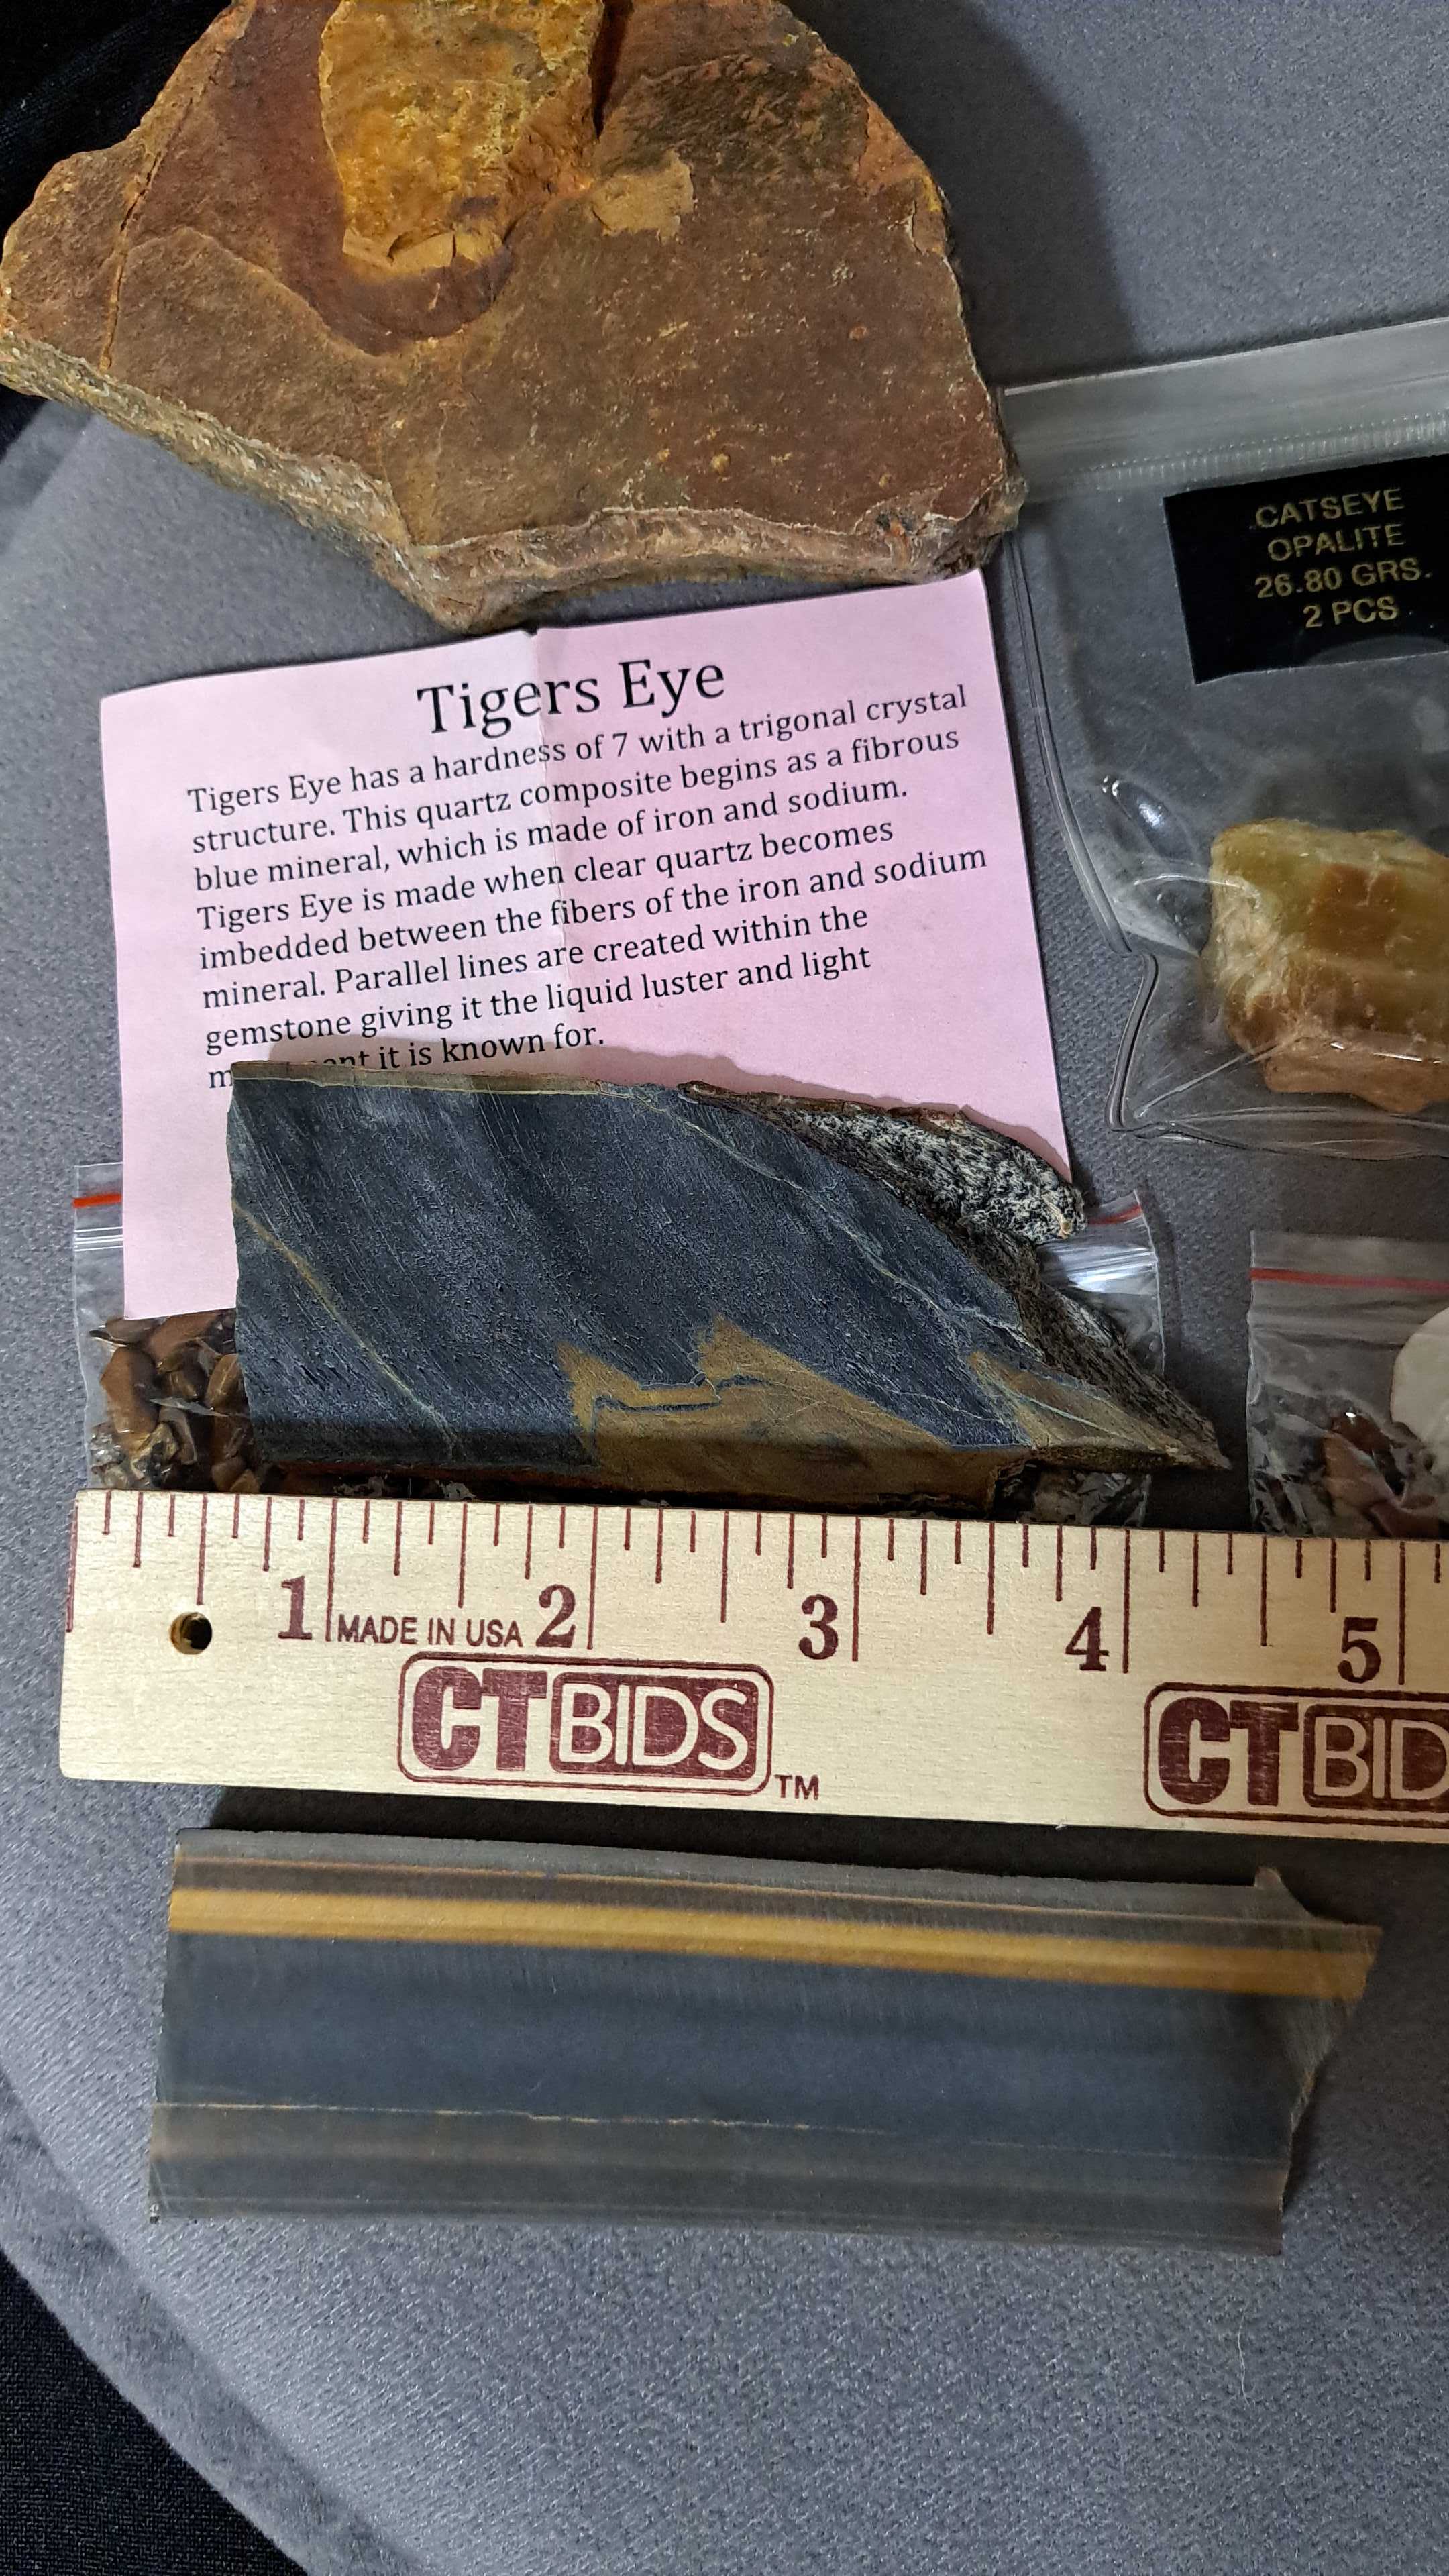 CATSEYE
OPALITE
26.80 GRS.
2 PCS
Tigers Eye
Tigers Eye has a hardness of 7 with a trigonal crystal
structure. This quartz composite begins as a fibrous
blue mineral, which is made of iron and sodium.
Tigers Eye is made when clear quartz becomes
imbedded between the fibers of the iron and sodium
mineral. Parallel lines are created within the
gemstone giving it the liquid luster and light
it is known for.
1 2 3 4 5
MADE IN USA
CTBIDS™
CTBID